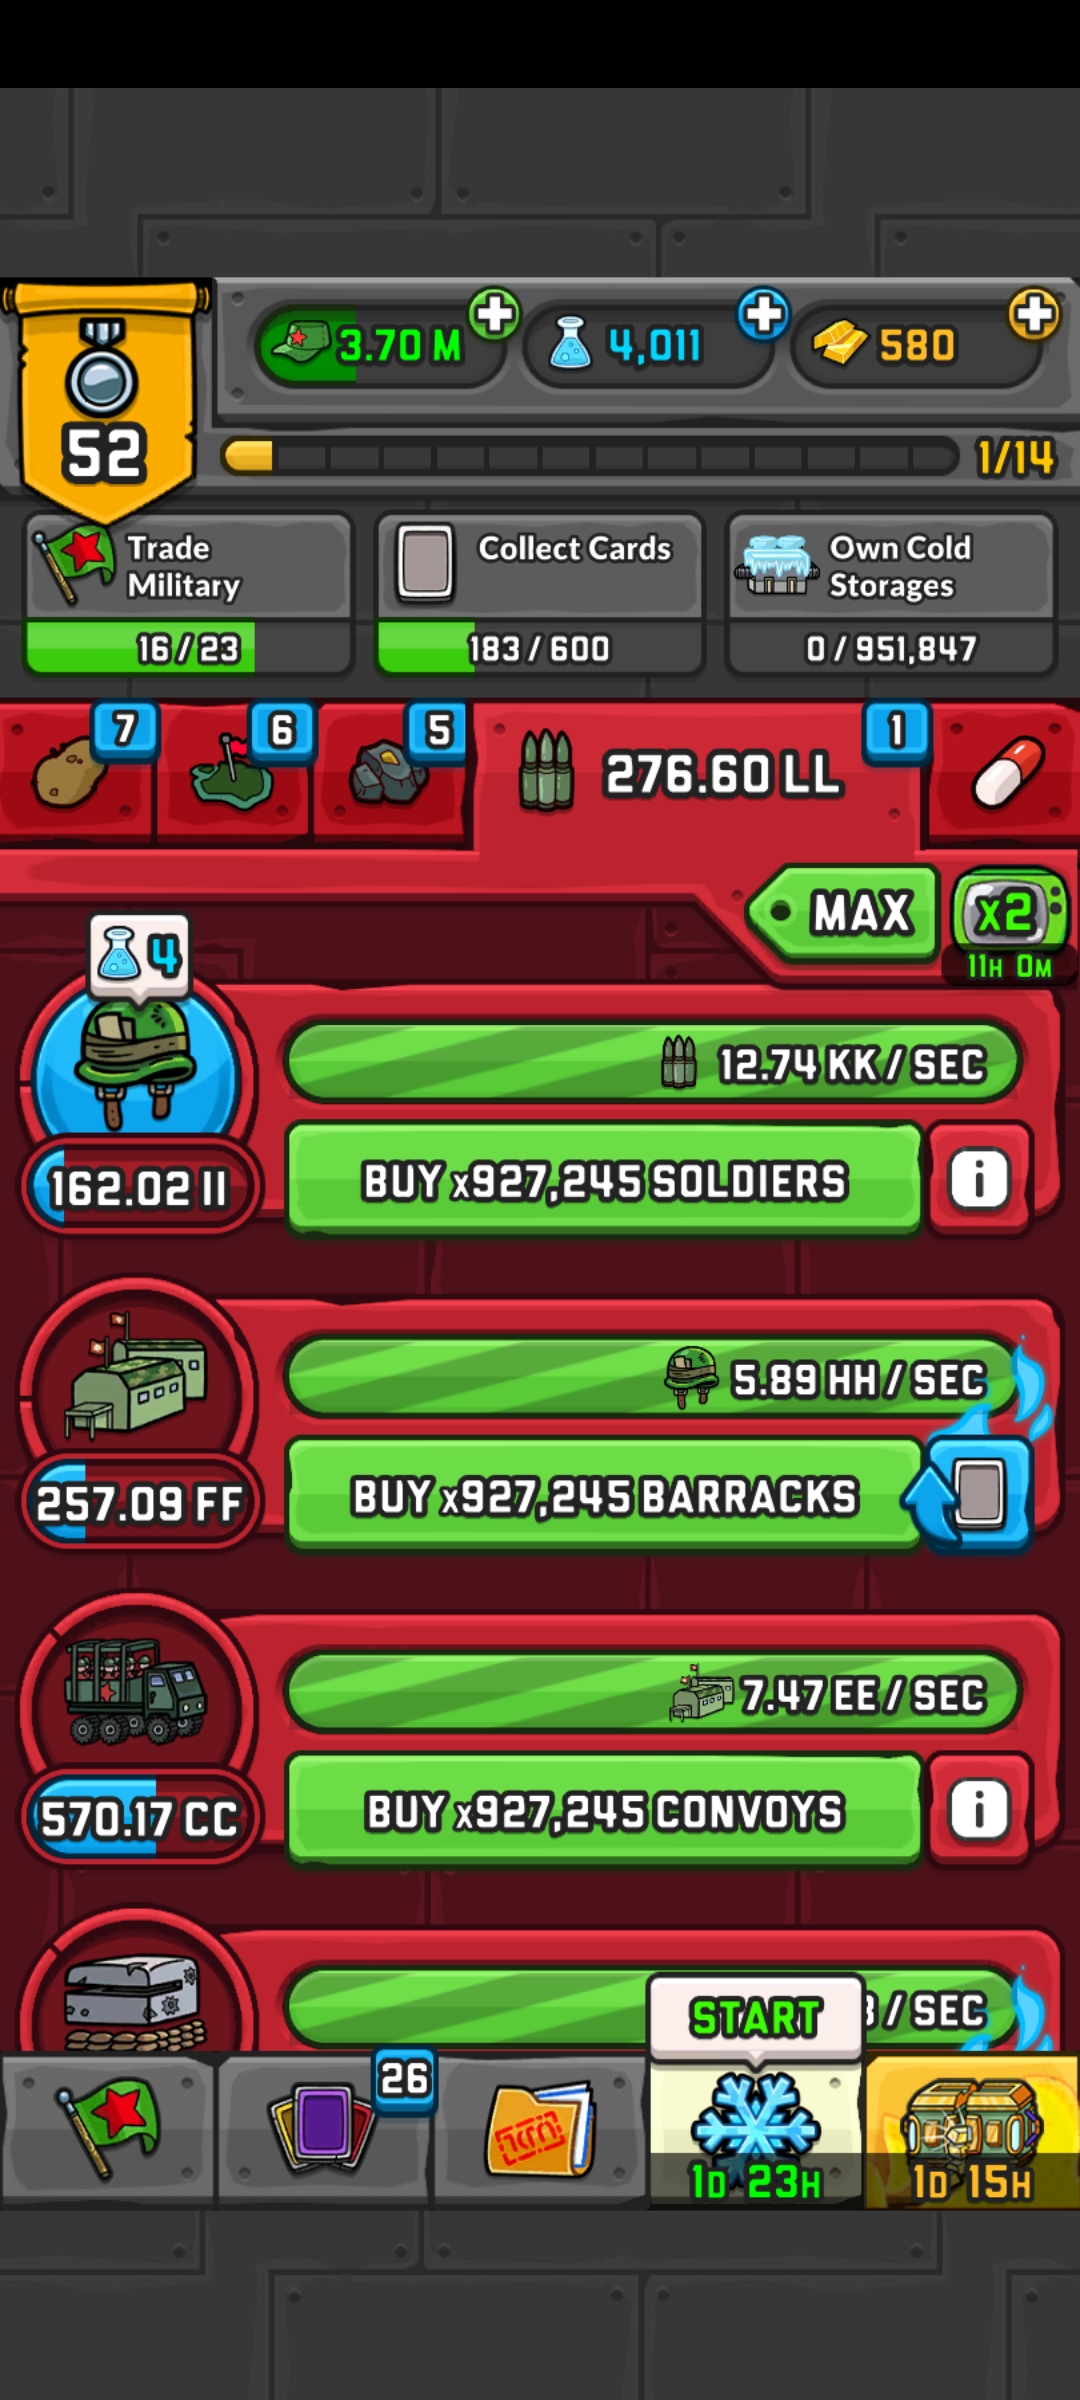 3.70 M
4,011
580
52
1/14
Trade
Military
16 / 23
Collect Cards
183 / 600
Own Cold
Storages
0 / 951,847
7
6
5
276.60 LL
1
MAX
x2
11H 0M
4
12.74 KK / SEC
162.02 II
BUY x927,245 SOLDIERS
i
5.89 HH / SEC
257.09 FF
BUY x927,245 BARRACKS
7.47 EE / SEC
570.17 CC
BUY x927,245 CONVOYS
i
/ SEC
START
26
1D 23H
1D 15H